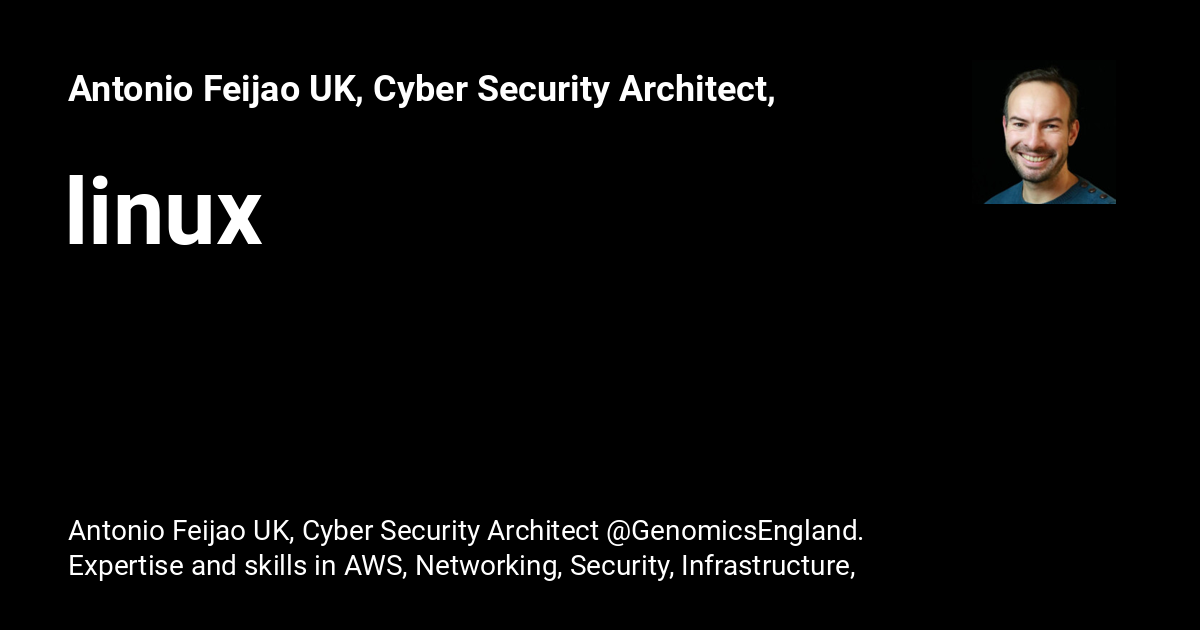 Antonio Feijao UK, Cyber Security Architect,
linux
Antonio Feijao UK, Cyber Security Architect @GenomicsEngland.
Expertise and skills in AWS, Networking, Security, Infrastructure,